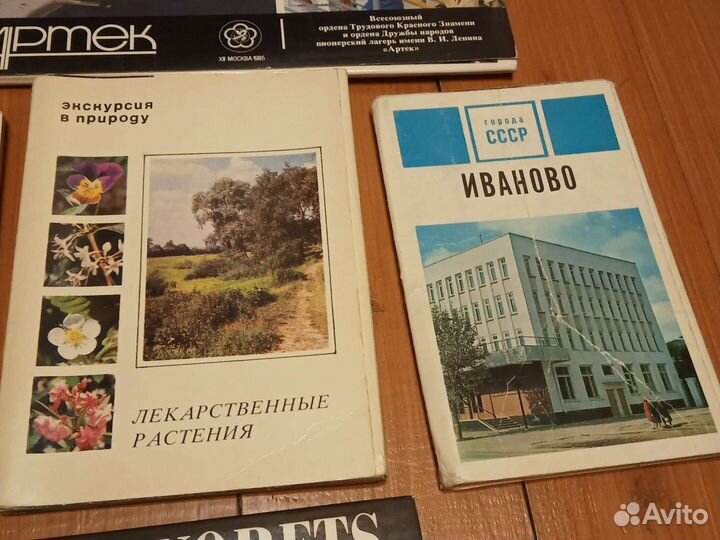 АРТЕК
XII МОСКВА 1985
Всесоюзный
ордена Трудового Красного Знамени
и ордена Дружбы народов
пионерский лагерь имени В. И. Ленина
«Артек»
экскурсия
в природу
ЛЕКАРСТВЕННЫЕ
РАСТЕНИЯ
города
СССР
ИВАНОВО
Avito